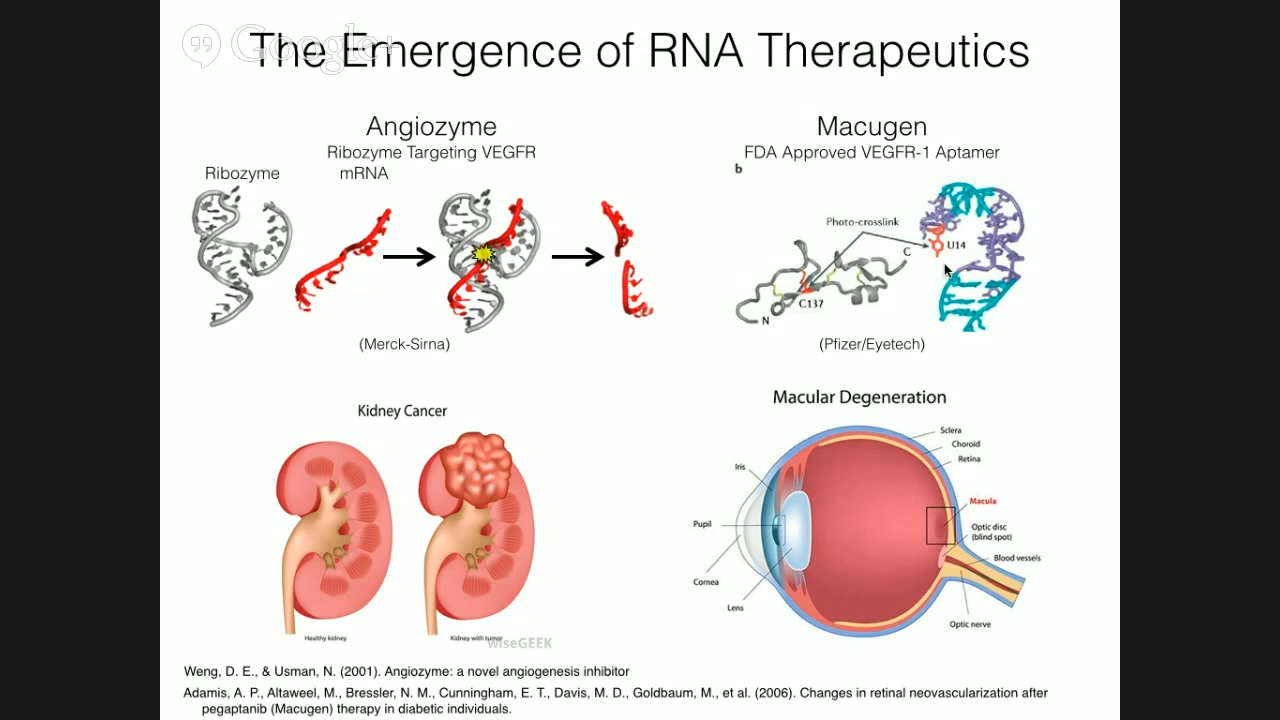 Google+
The Emergence of RNA Therapeutics
Angiozyme
Ribozyme Targeting VEGFR
Ribozyme
mRNA
(Merck-Sirna)
Macugen
FDA Approved VEGFR-1 Aptamer
b
Photo-crosslink
U14
C
C137
N
(Pfizer/Eyetech)
Kidney Cancer
Healthy kidney
Kidney with tumor
wiseGEEK
Macular Degeneration
Sclera
Choroid
Retina
Iris
Macula
Pupil
Optic disc
(blind spot)
Blood vessels
Cornea
Lens
Optic nerve
Weng, D. E., & Usman, N. (2001). Angiozyme: a novel angiogenesis inhibitor
Adamis, A. P., Altaweel, M., Bressler, N. M., Cunningham, E. T., Davis, M. D., Goldbaum, M., et al. (2006). Changes in retinal neovascularization after
pegaptanib (Macugen) therapy in diabetic individuals.